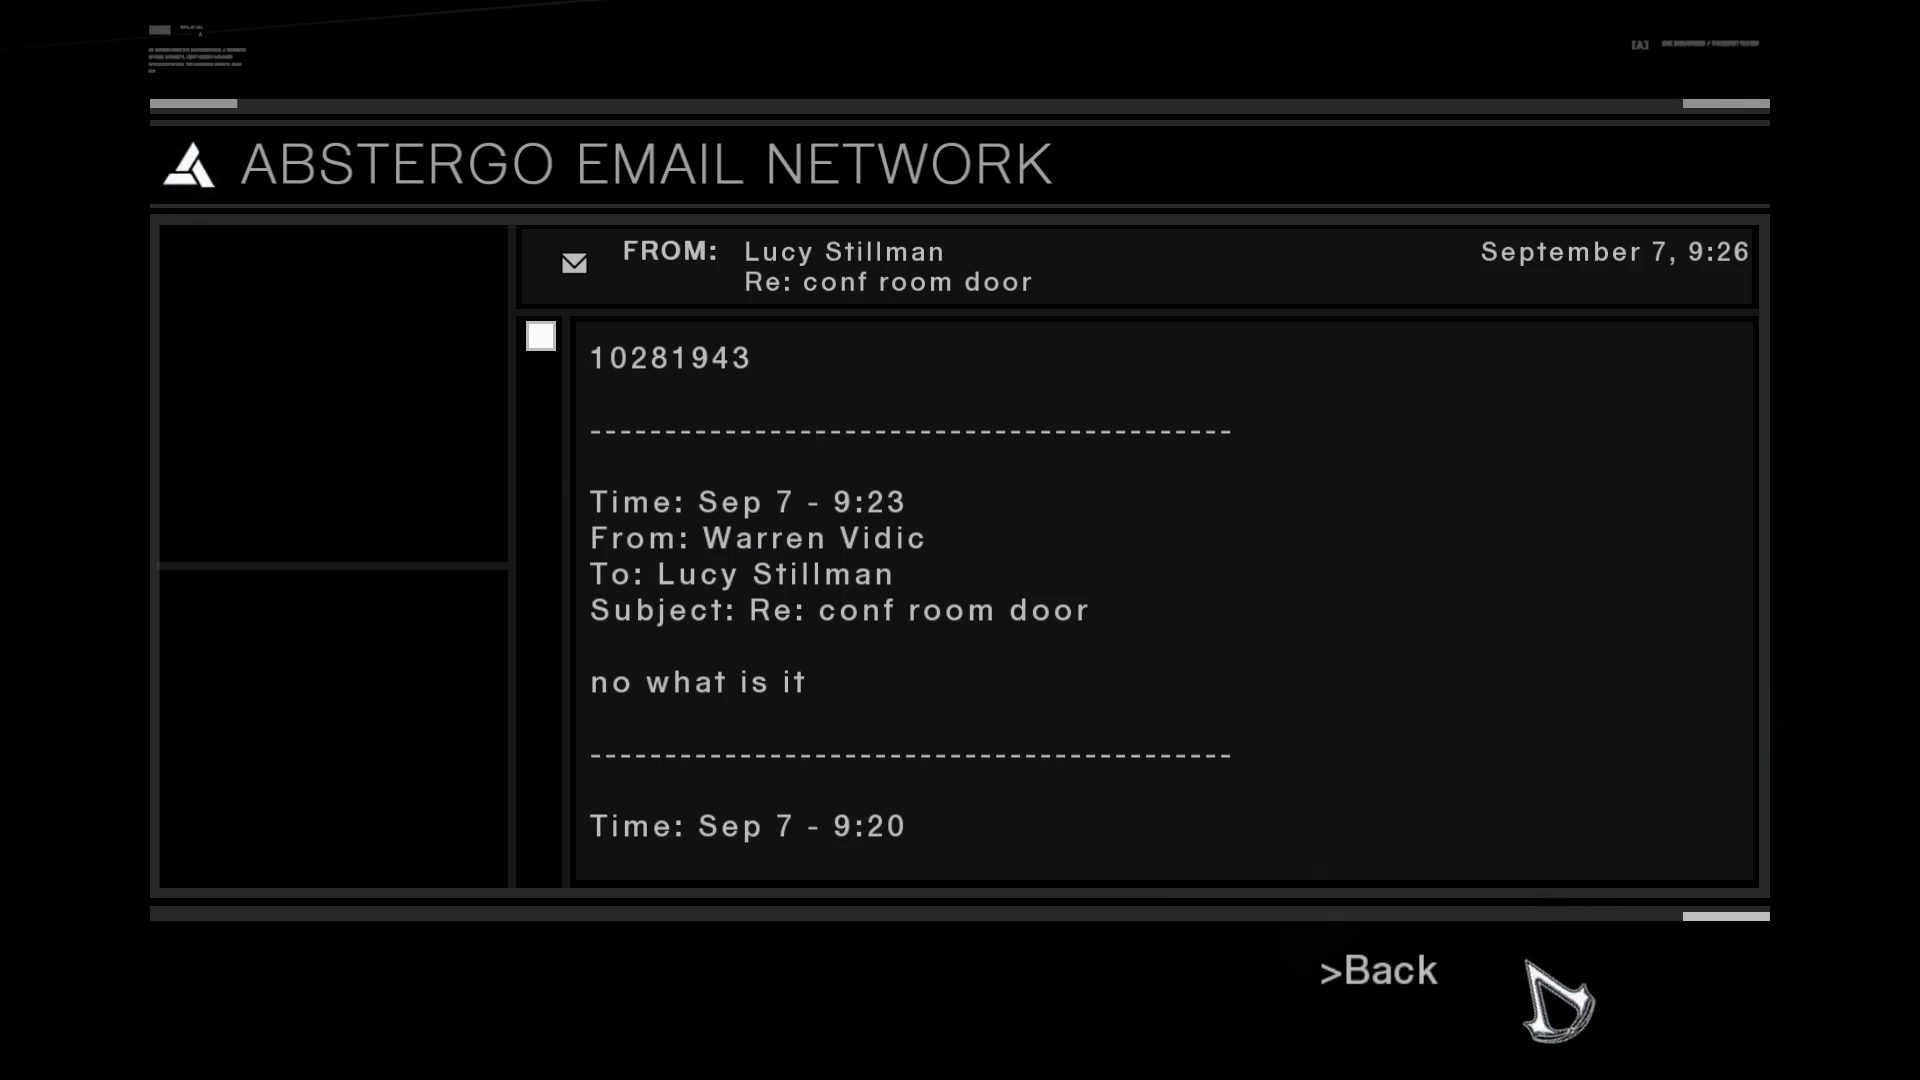 [A]
ABSTERGO EMAIL NETWORK
FROM: Lucy Stillman September 7, 9:26
Re: conf room door
10281943
-----------------------------------------
Time: Sep 7 - 9:23
From: Warren Vidic
To: Lucy Stillman
Subject: Re: conf room door
no what is it
-----------------------------------------
Time: Sep 7 - 9:20
>Back